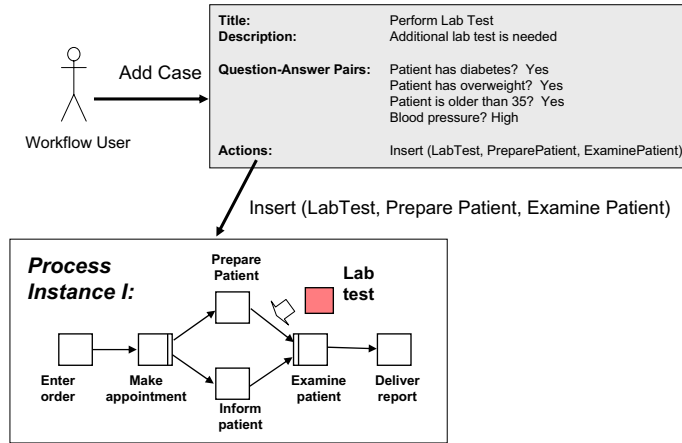 Title: Perform Lab Test
Description: Additional lab test is needed
Question-Answer Pairs: Patient has diabetes? Yes
Patient has overweight? Yes
Patient is older than 35? Yes
Blood pressure? High
Actions: Insert (LabTest, PreparePatient, ExaminePatient)
Add Case
Workflow User
Insert (LabTest, Prepare Patient, Examine Patient)
Process
Instance I:
Prepare
Patient
Lab
test
Enter
order
Make
appointment
Inform
patient
Examine
patient
Deliver
report